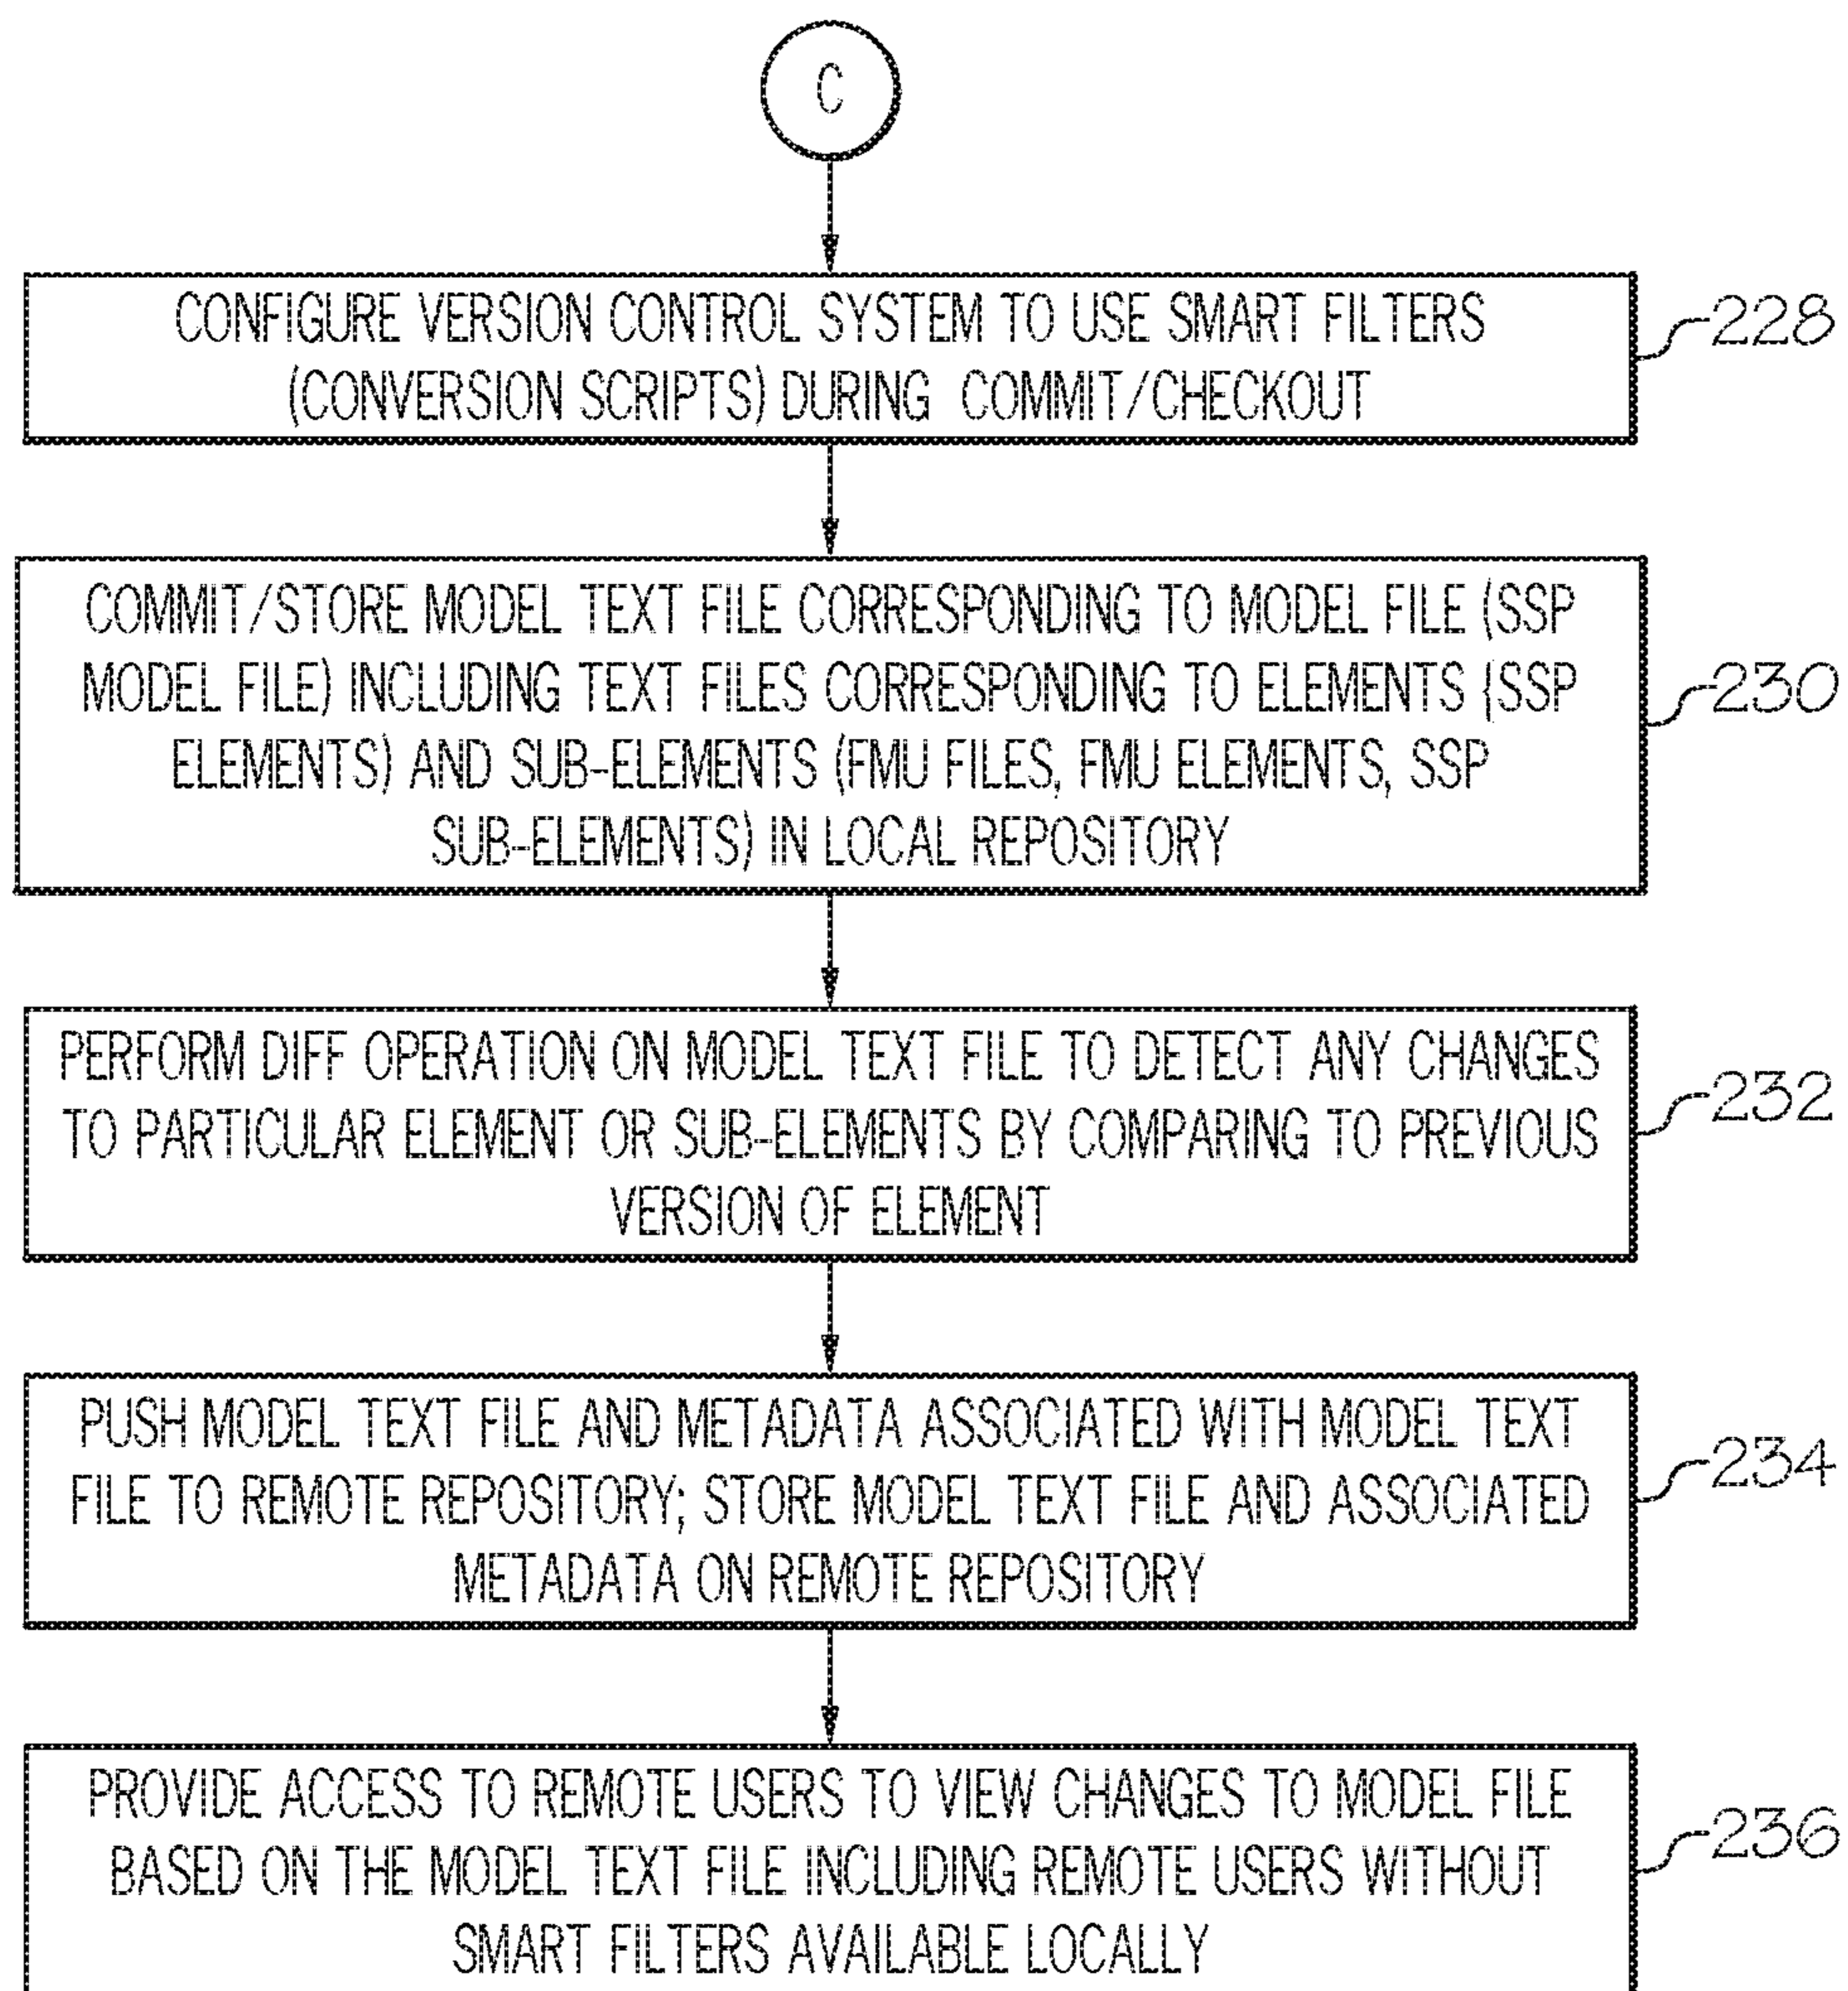 C
CONFIGURE VERSION CONTROL SYSTEM TO USE SMART FILTERS
(CONVERSION SCRIPTS) DURING COMMIT/CHECKOUT
228
COMMIT/STORE MODEL TEXT FILE CORRESPONDING TO MODEL FILE (SSP
MODEL FILE) INCLUDING TEXT FILES CORRESPONDING TO ELEMENTS {SSP
ELEMENTS) AND SUB-ELEMENTS (FMU FILES, FMU ELEMENTS, SSP
SUB-ELEMENTS) IN LOCAL REPOSITORY
230
PERFORM DIFF OPERATION ON MODEL TEXT FILE TO DETECT ANY CHANGES
TO PARTICULAR ELEMENT OR SUB-ELEMENTS BY COMPARING TO PREVIOUS
VERSION OF ELEMENT
232
PUSH MODEL TEXT FILE AND METADATA ASSOCIATED WITH MODEL TEXT
FILE TO REMOTE REPOSITORY; STORE MODEL TEXT FILE AND ASSOCIATED
METADATA ON REMOTE REPOSITORY
234
PROVIDE ACCESS TO REMOTE USERS TO VIEW CHANGES TO MODEL FILE
BASED ON THE MODEL TEXT FILE INCLUDING REMOTE USERS WITHOUT
SMART FILTERS AVAILABLE LOCALLY
236